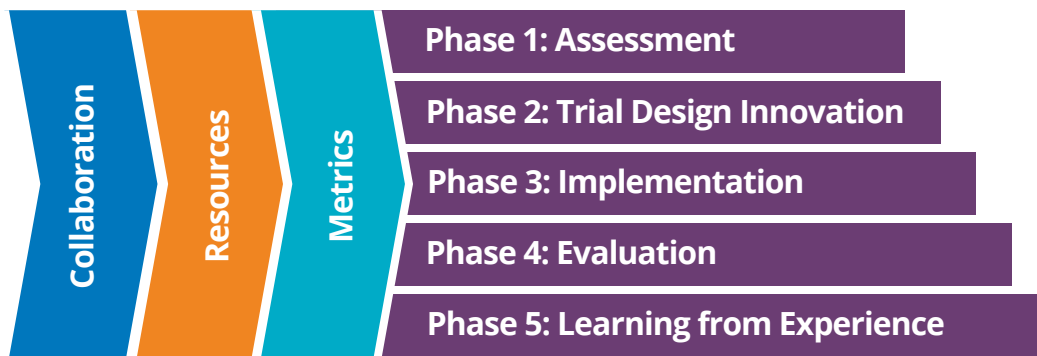 Collaboration
Resources
Metrics
Phase 1: Assessment
Phase 2: Trial Design Innovation
Phase 3: Implementation
Phase 4: Evaluation
Phase 5: Learning from Experience